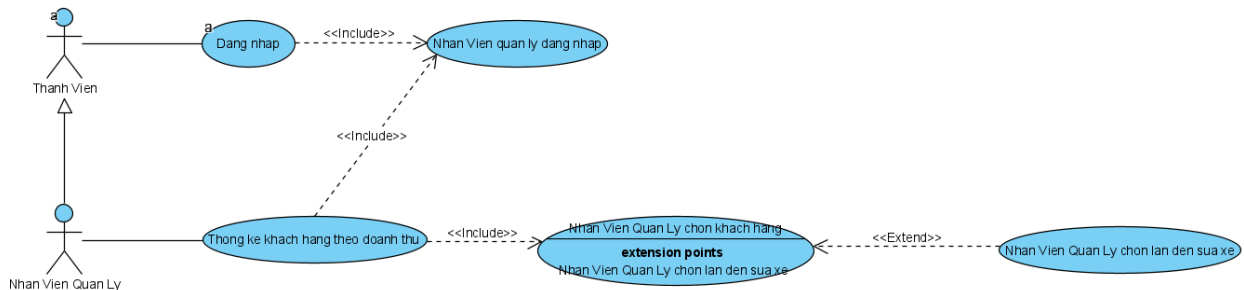 a
a
Dang nhap
<<Include>>
Nhan Vien quan ly dang nhap
Thanh Vien
<<Include>>
Thong ke khach hang theo doanh thu
<<Include>>
Nhan Vien Quan Ly chon khach hang
extension points
Nhan Vien Quan Ly chon lan den sua xe
<<Extend>>
Nhan Vien Quan Ly chon lan den sua xe
Nhan Vien Quan Ly